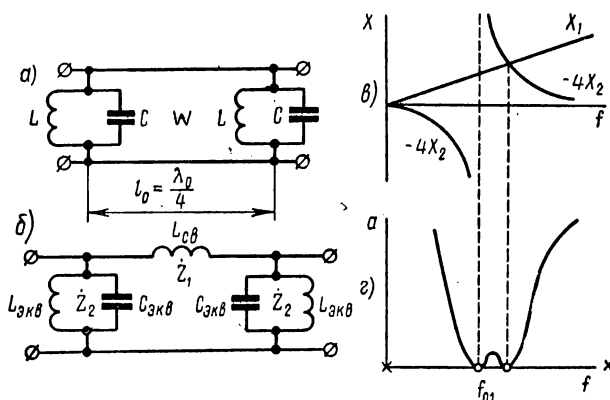 а)
L
C
W
L
C
l₀ = λ₀/4
б)
Lсв
Ż₁
Lэкв
Ż₂
Cэкв
Cэкв
Ż₂
Lэкв
в)
X
X₁
-4X₂
-4X₂
f
г)
a
f₀₁
f
×
×